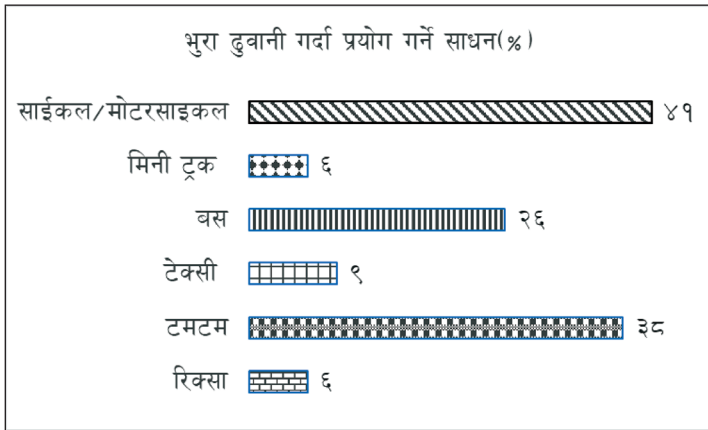 भुरा ढुवानी गर्दा प्रयोग गर्ने साधन(%)
साईकल/मोटरसाइकल ४१
मिनी ट्रक ६
बस २६
टेक्सी ९
टमटम ३८
रिक्सा ६